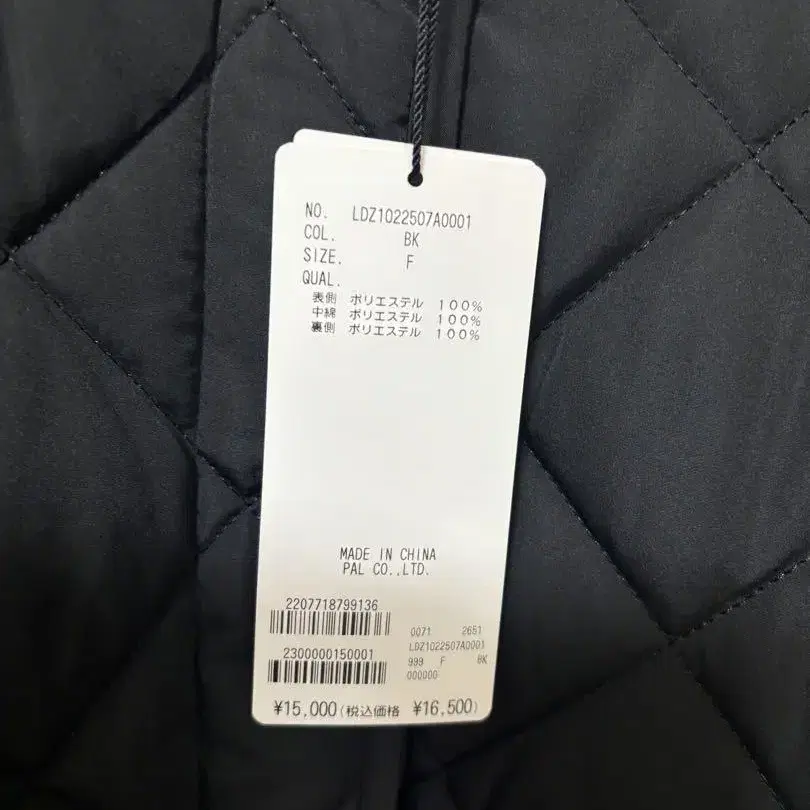 NO. LDZ1022507A0001
COL. BK
SIZE. F
QUAL.
表側 ポリエステル 100%
中綿 ポリエステル 100%
裏側 ポリエステル 100%
MADE IN CHINA
PAL CO.,LTD.
2207718799136
2300000150001
0071 2651
LDZ1022507A0001
999 F BK
000000
¥15,000(税込価格 ¥16,500)